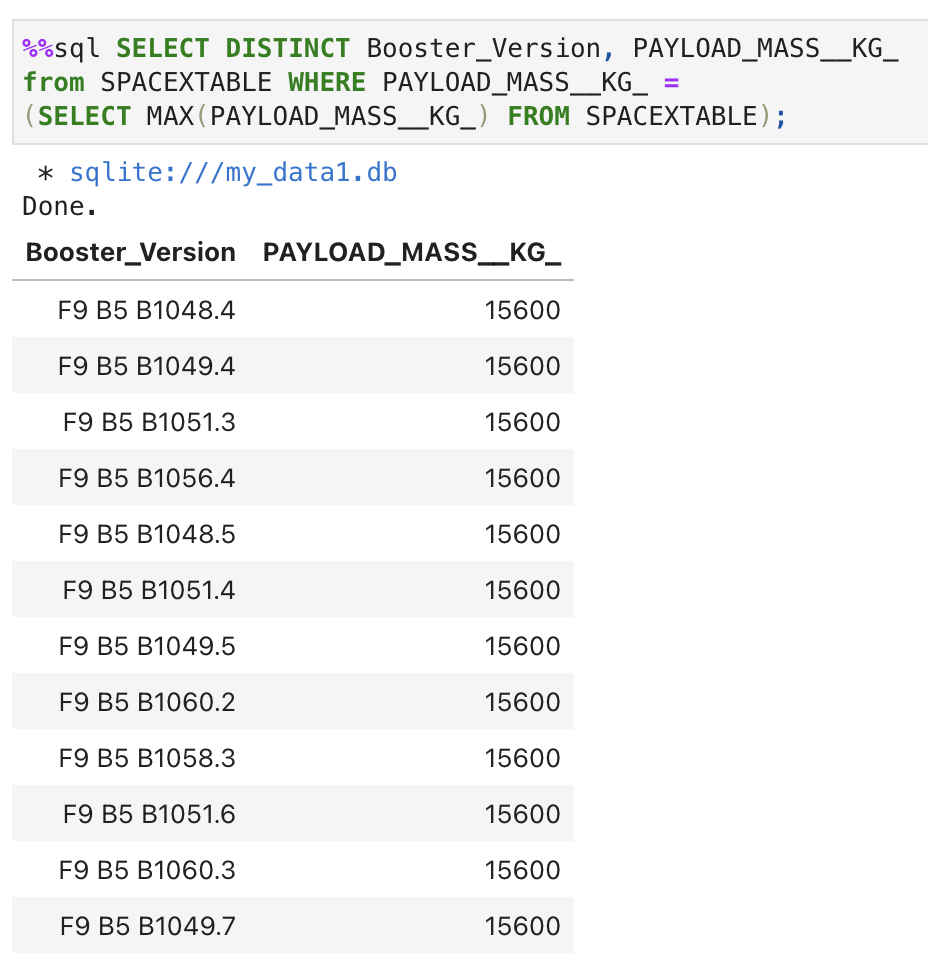 %%sql SELECT DISTINCT Booster_Version, PAYLOAD_MASS__KG_
from SPACEXTABLE WHERE PAYLOAD_MASS__KG_ =
(SELECT MAX(PAYLOAD_MASS__KG_) FROM SPACEXTABLE);
* sqlite:///my_data1.db
Done.
Booster_Version PAYLOAD_MASS__KG_
F9 B5 B1048.4 15600
F9 B5 B1049.4 15600
F9 B5 B1051.3 15600
F9 B5 B1056.4 15600
F9 B5 B1048.5 15600
F9 B5 B1051.4 15600
F9 B5 B1049.5 15600
F9 B5 B1060.2 15600
F9 B5 B1058.3 15600
F9 B5 B1051.6 15600
F9 B5 B1060.3 15600
F9 B5 B1049.7 15600